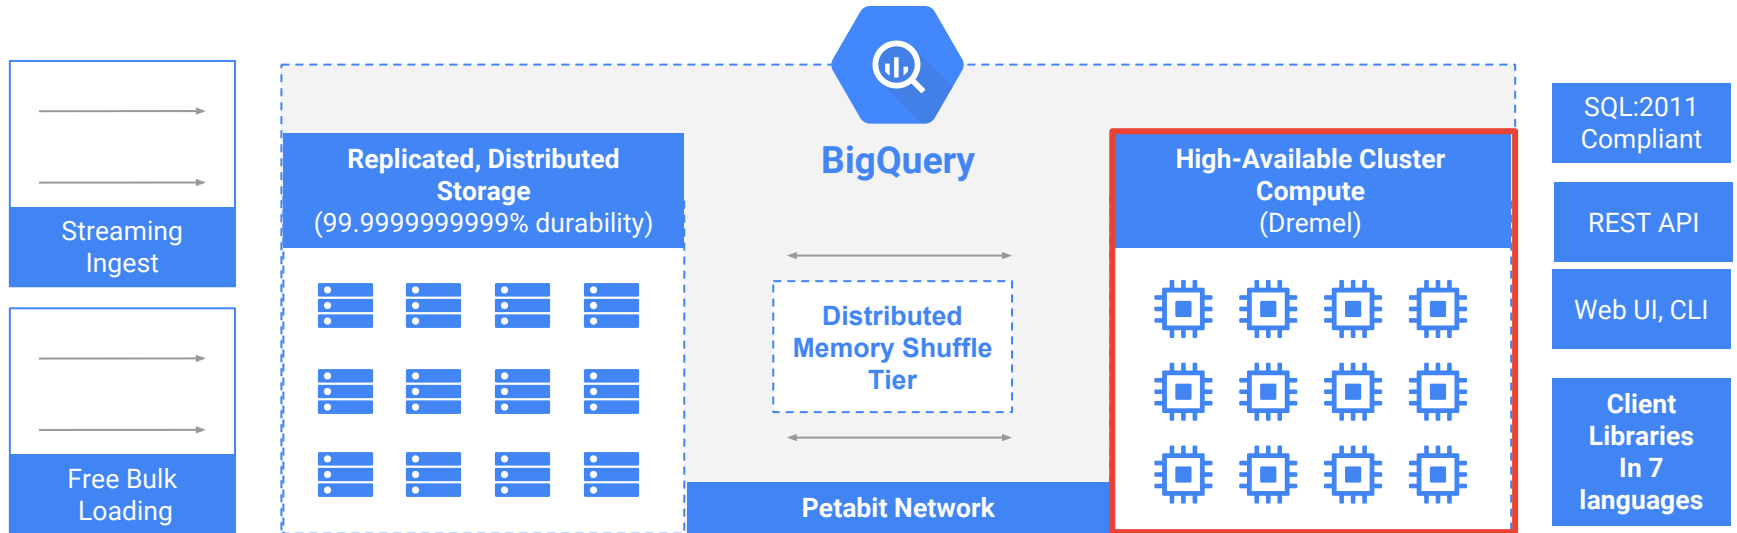 Streaming
Ingest
Free Bulk
Loading
Replicated, Distributed
Storage
(99.9999999999% durability)
BigQuery
Distributed
Memory Shuffle
Tier
Petabit Network
High-Available Cluster
Compute
(Dremel)
SQL:2011
Compliant
REST API
Web UI, CLI
Client
Libraries
In 7
languages